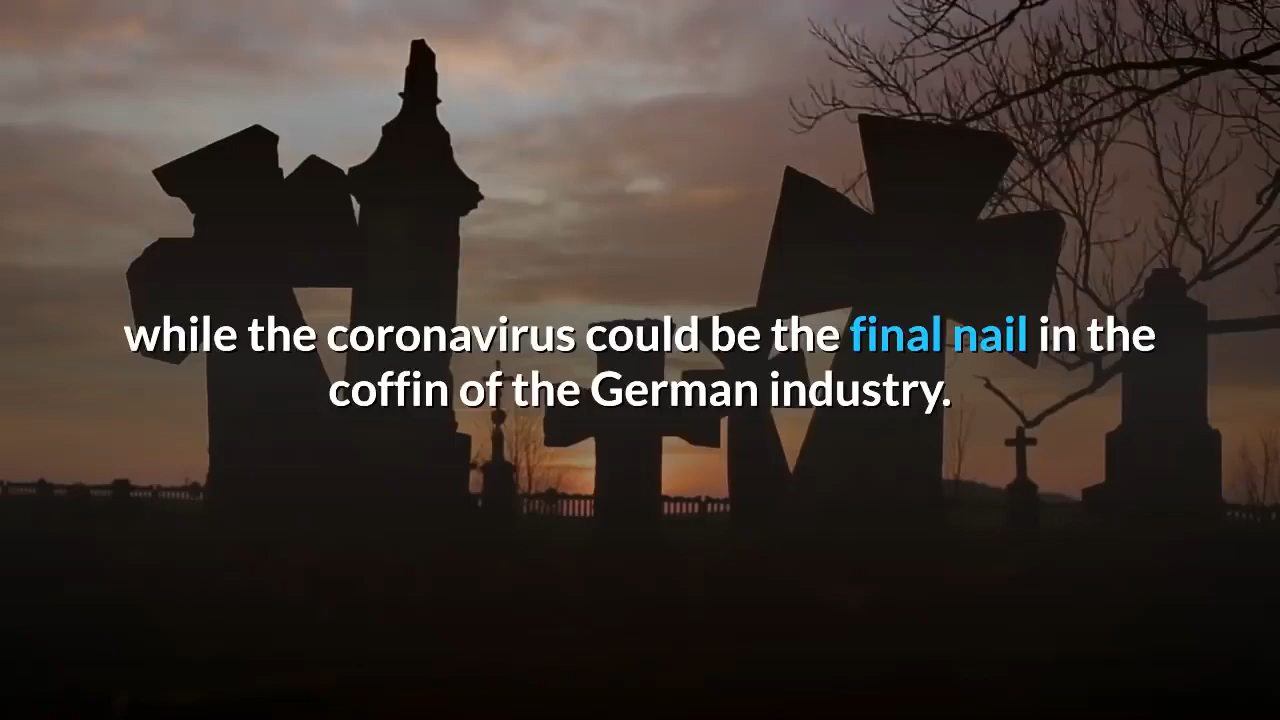 while the coronavirus could be the final nail in the
coffin of the German industry.